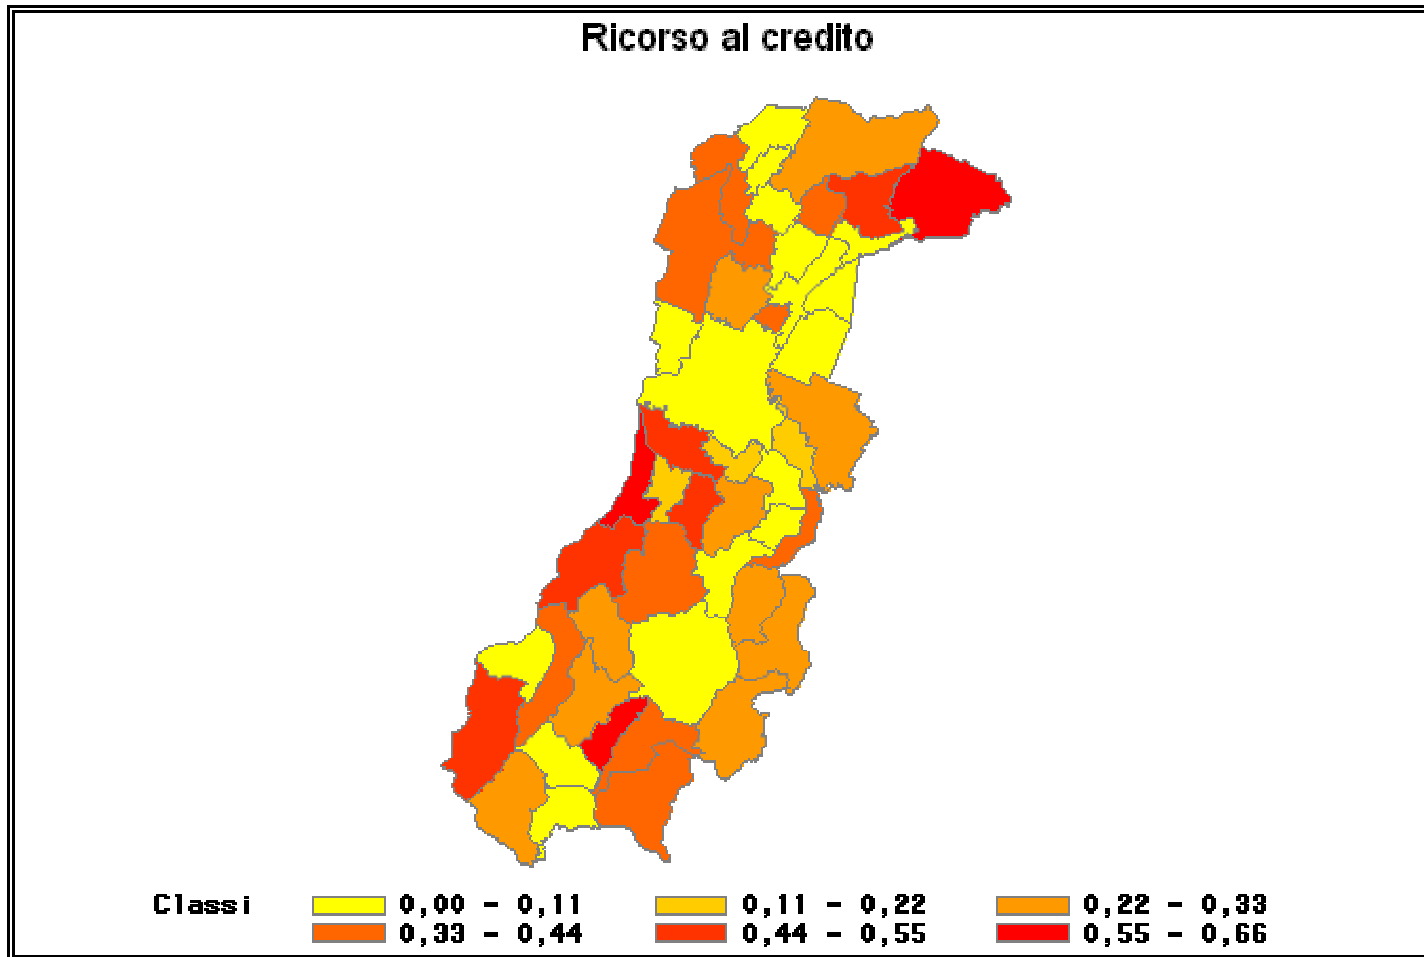 Ricorso al credito
Classi 0,00 - 0,11 0,11 - 0,22 0,22 - 0,33
0,33 - 0,44 0,44 - 0,55 0,55 - 0,66